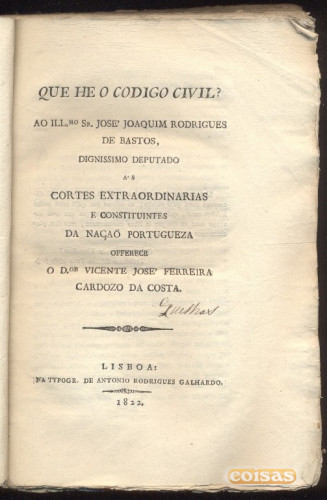 QUE HE O CODIGO CIVIL?
AO ILL.MO SR. JOSE' JOAQUIM RODRIGUES
DE BASTOS,
DIGNISSIMO DEPUTADO
A'S
CORTES EXTRAORDINARIAS
E CONSTITUINTES
DA NAÇAÕ PORTUGUEZA
OFFERECE
O D.OR VICENTE JOSE' FERREIRA
CARDOZO DA COSTA.
LISBOA:
NA TYPOGR. DE ANTONIO RODRIGUES GALHARDO.
1822.
coisas